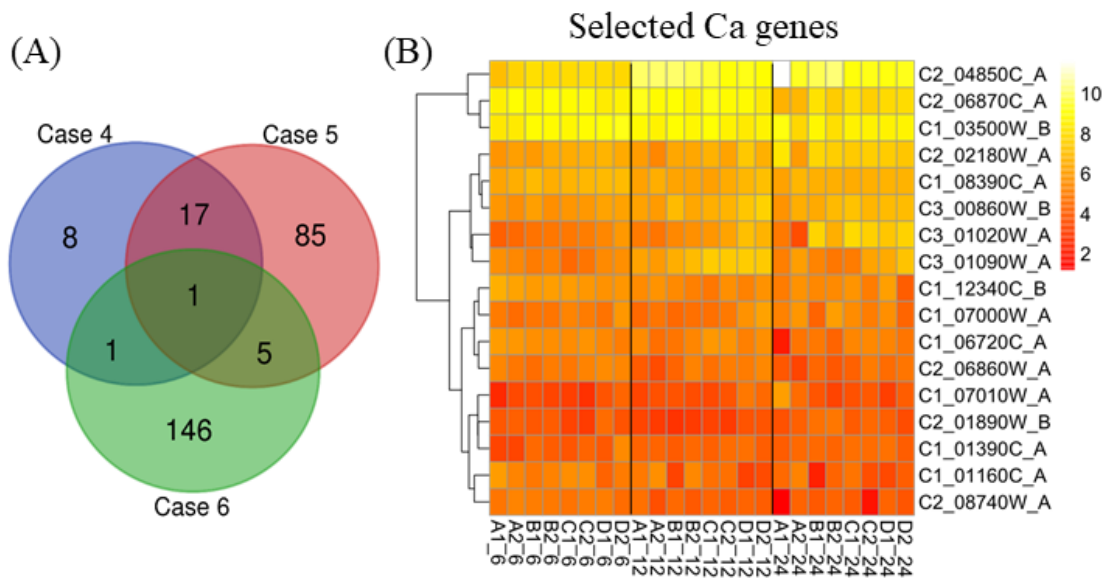 Selected Ca genes
(A)
(B)
Case 4
Case 5
8
17
85
1
1
5
146
Case 6
C2_04850C_A
C2_06870C_A
C1_03500W_B
C2_02180W_A
C1_08390C_A
C3_00860W_B
C3_01020W_A
C3_01090W_A
C1_12340C_B
C1_07000W_A
C1_06720C_A
C2_06860W_A
C1_07010W_A
C2_01890W_B
C1_01390C_A
C1_01160C_A
C2_08740W_A
10
8
6
4
2
A1_6
A2_6
B1_6
B2_6
C1_6
C2_6
D1_6
D2_6
A1_12
A2_12
B1_12
B2_12
C1_12
C2_12
D1_12
D2_12
A1_24
A2_24
B1_24
B2_24
C1_24
C2_24
D1_24
D2_24